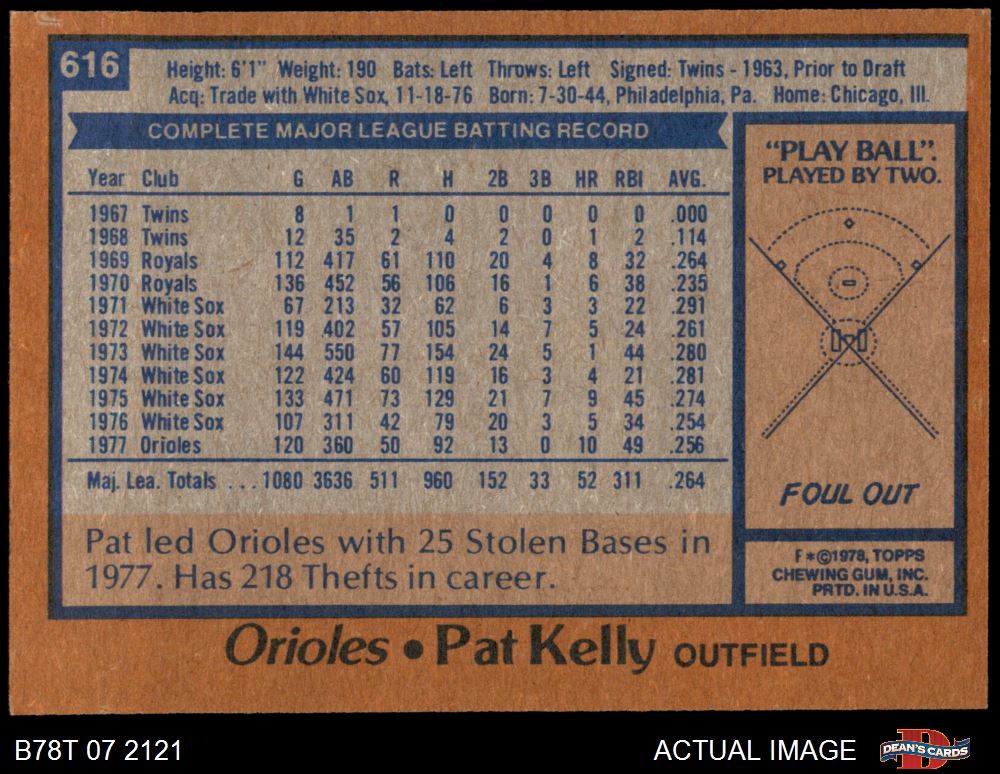 616
Height: 6'1" Weight: 190 Bats: Left Throws: Left Signed: Twins - 1963, Prior to Draft
Acq: Trade with White Sox, 11-18-76 Born: 7-30-44, Philadelphia, Pa. Home: Chicago, Ill.
COMPLETE MAJOR LEAGUE BATTING RECORD
Year Club G AB R H 2B 3B HR RBI AVG.
1967 Twins 8 1 1 0 0 0 0 0 .000
1968 Twins 12 35 2 4 2 0 1 2 .114
1969 Royals 112 417 61 110 20 4 8 32 .264
1970 Royals 136 452 56 106 16 1 6 38 .235
1971 White Sox 67 213 32 62 6 3 3 22 .291
1972 White Sox 119 402 57 105 14 7 5 24 .261
1973 White Sox 144 550 77 154 24 5 1 44 .280
1974 White Sox 122 424 60 119 16 3 4 21 .281
1975 White Sox 133 471 73 129 21 7 9 45 .274
1976 White Sox 107 311 42 79 20 3 5 34 .254
1977 Orioles 120 360 50 92 13 0 10 49 .256
Maj. Lea. Totals ... 1080 3636 511 960 152 33 52 311 .264
Pat led Orioles with 25 Stolen Bases in
1977. Has 218 Thefts in career.
"PLAY BALL".
PLAYED BY TWO.
FOUL OUT
F*©1978, TOPPS
CHEWING GUM, INC.
PRTD. IN U.S.A.
Orioles • Pat Kelly OUTFIELD
B78T 07 2121
ACTUAL IMAGE
D
DEAN'S CARDS